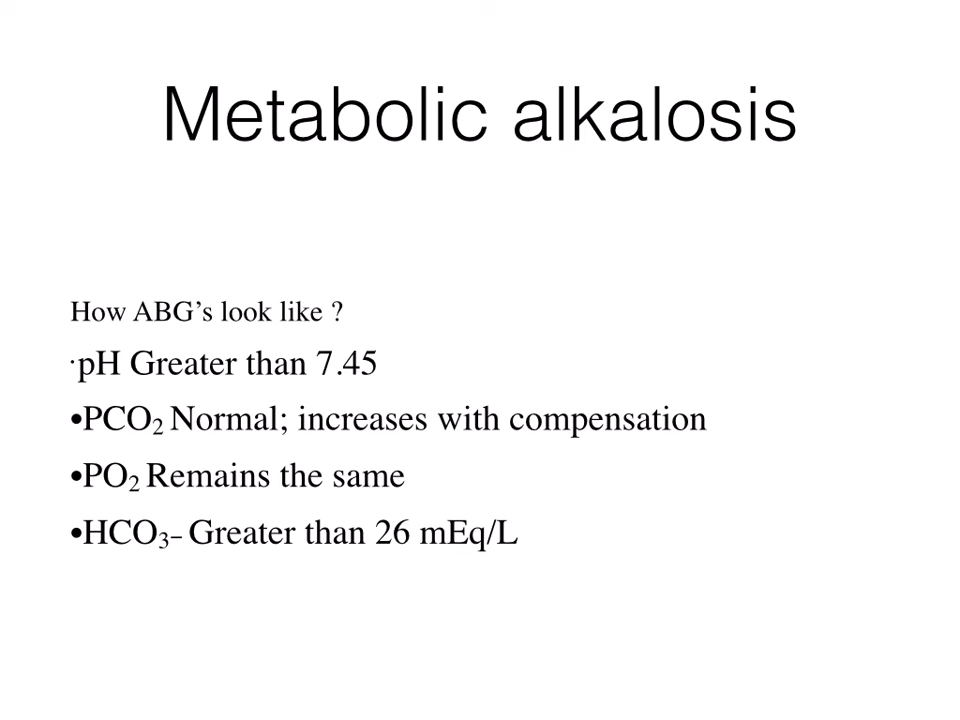 Metabolic alkalosis
How ABG’s look like ?
·pH Greater than 7.45
•PCO₂ Normal; increases with compensation
•PO₂ Remains the same
•HCO₃₋ Greater than 26 mEq/L